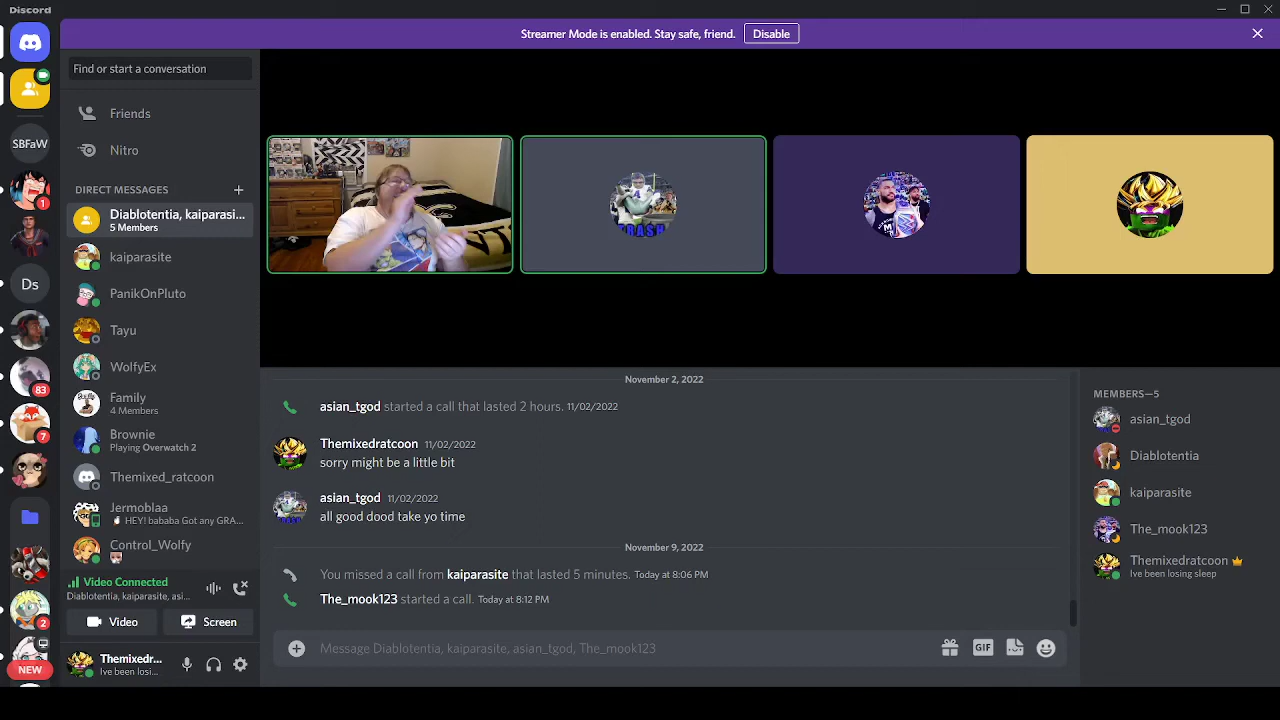 Discord
Streamer Mode is enabled. Stay safe, friend.
Disable
Find or start a conversation
Friends
Nitro
DIRECT MESSAGES
Diablotentia, kaiparasi...
5 Members
kaiparasite
PanikOnPluto
Tayu
WolfyEx
Family
4 Members
Brownie
Playing Overwatch 2
Themixed_ratcoon
Jermoblaa
HEY! bababa Got any GRA...
Control_Wolfy
Video Connected
Diablotentia, kaiparasite, asi...
Video
Screen
Themixedr...
Ive been losi...
SBFaW
1
Ds
83
7
2
NEW
TRASH
November 2, 2022
asian_tgod started a call that lasted 2 hours. 11/02/2022
Themixedratcoon 11/02/2022
sorry might be a little bit
asian_tgod 11/02/2022
all good dood take yo time
November 9, 2022
You missed a call from kaiparasite that lasted 5 minutes. Today at 8:06 PM
The_mook123 started a call. Today at 8:12 PM
Message Diablotentia, kaiparasite, asian_tgod, The_mook123
GIF
MEMBERS—5
asian_tgod
Diablotentia
kaiparasite
The_mook123
Themixedratcoon
Ive been losing sleep